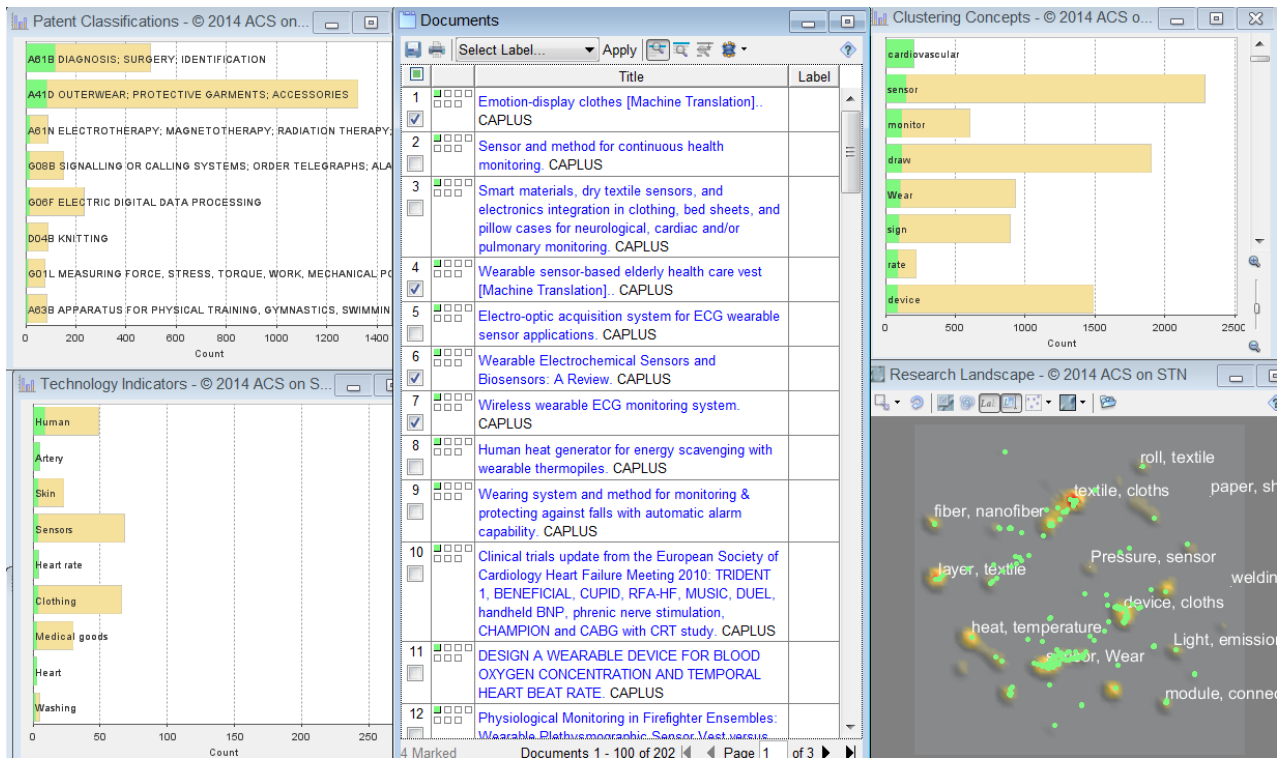 Patent Classifications - © 2014 ACS on...
A61B DIAGNOSIS; SURGERY; IDENTIFICATION
A41D OUTERWEAR; PROTECTIVE GARMENTS; ACCESSORIES
A61N ELECTROTHERAPY; MAGNETOTHERAPY; RADIATION THERAPY;
G08B SIGNALLING OR CALLING SYSTEMS; ORDER TELEGRAPHS; ALA
G06F ELECTRIC DIGITAL DATA PROCESSING
D04B KNITTING
G01L MEASURING FORCE, STRESS, TORQUE, WORK, MECHANICAL PO
A63B APPARATUS FOR PHYSICAL TRAINING, GYMNASTICS, SWIMMIN
0 200 400 600 800 1000 1200 1400
Count
Technology Indicators - © 2014 ACS on S...
Human
Artery
Skin
Sensors
Heart rate
Clothing
Medical goods
Heart
Washing
0 50 100 150 200 250
Count
Documents
Select Label... Apply
Title Label
1 Emotion-display clothes [Machine Translation]..
CAPLUS
2 Sensor and method for continuous health
monitoring. CAPLUS
3 Smart materials, dry textile sensors, and
electronics integration in clothing, bed sheets, and
pillow cases for neurological, cardiac and/or
pulmonary monitoring. CAPLUS
4 Wearable sensor-based elderly health care vest
[Machine Translation].. CAPLUS
5 Electro-optic acquisition system for ECG wearable
sensor applications. CAPLUS
6 Wearable Electrochemical Sensors and
Biosensors: A Review. CAPLUS
7 Wireless wearable ECG monitoring system.
CAPLUS
8 Human heat generator for energy scavenging with
wearable thermopiles. CAPLUS
9 Wearing system and method for monitoring &
protecting against falls with automatic alarm
capability. CAPLUS
10 Clinical trials update from the European Society of
Cardiology Heart Failure Meeting 2010: TRIDENT
1, BENEFICIAL, CUPID, RFA-HF, MUSIC, DUEL,
handheld BNP, phrenic nerve stimulation,
CHAMPION and CABG with CRT study. CAPLUS
11 DESIGN A WEARABLE DEVICE FOR BLOOD
OXYGEN CONCENTRATION AND TEMPORAL
HEART BEAT RATE. CAPLUS
12 Physiological Monitoring in Firefighter Ensembles:
Wearable Plethysmographic Sensor Vest versus
4 Marked Documents 1 - 100 of 202 Page 1 of 3
Clustering Concepts - © 2014 ACS o...
cardiovascular
sensor
monitor
draw
Wear
sign
rate
device
0 500 1000 1500 2000 2500
Count
Research Landscape - © 2014 ACS on STN
Lal
roll, textile
textile, cloths
paper, sh
fiber, nanofiber
Pressure, sensor
layer, textile
weldin
device, cloths
heat, temperature
Light, emission
sensor, Wear
module, connec